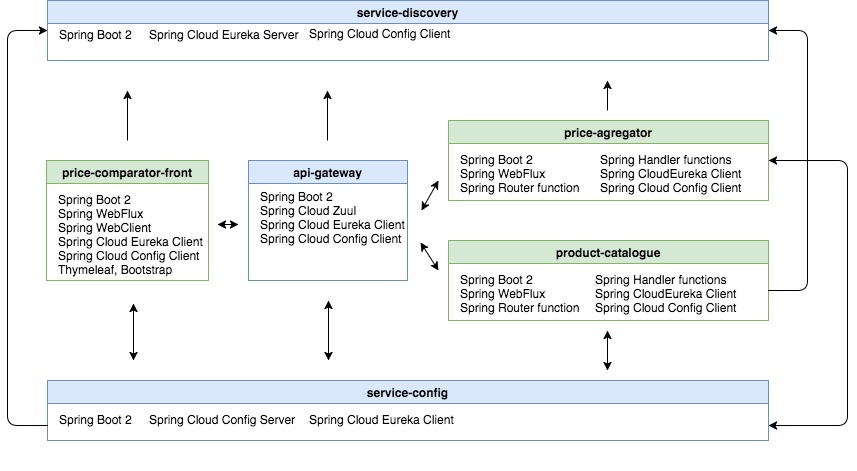 service-discovery
Spring Boot 2 Spring Cloud Eureka Server Spring Cloud Config Client
price-comparator-front
Spring Boot 2
Spring WebFlux
Spring WebClient
Spring Cloud Eureka Client
Spring Cloud Config Client
Thymeleaf, Bootstrap
api-gateway
Spring Boot 2
Spring Cloud Zuul
Spring Cloud Eureka Client
Spring Cloud Config Client
price-agregator
Spring Boot 2 Spring Handler functions
Spring WebFlux Spring CloudEureka Client
Spring Router function Spring Cloud Config Client
product-catalogue
Spring Boot 2 Spring Handler functions
Spring WebFlux Spring CloudEureka Client
Spring Router function Spring Cloud Config Client
service-config
Spring Boot 2 Spring Cloud Config Server Spring Cloud Eureka Client